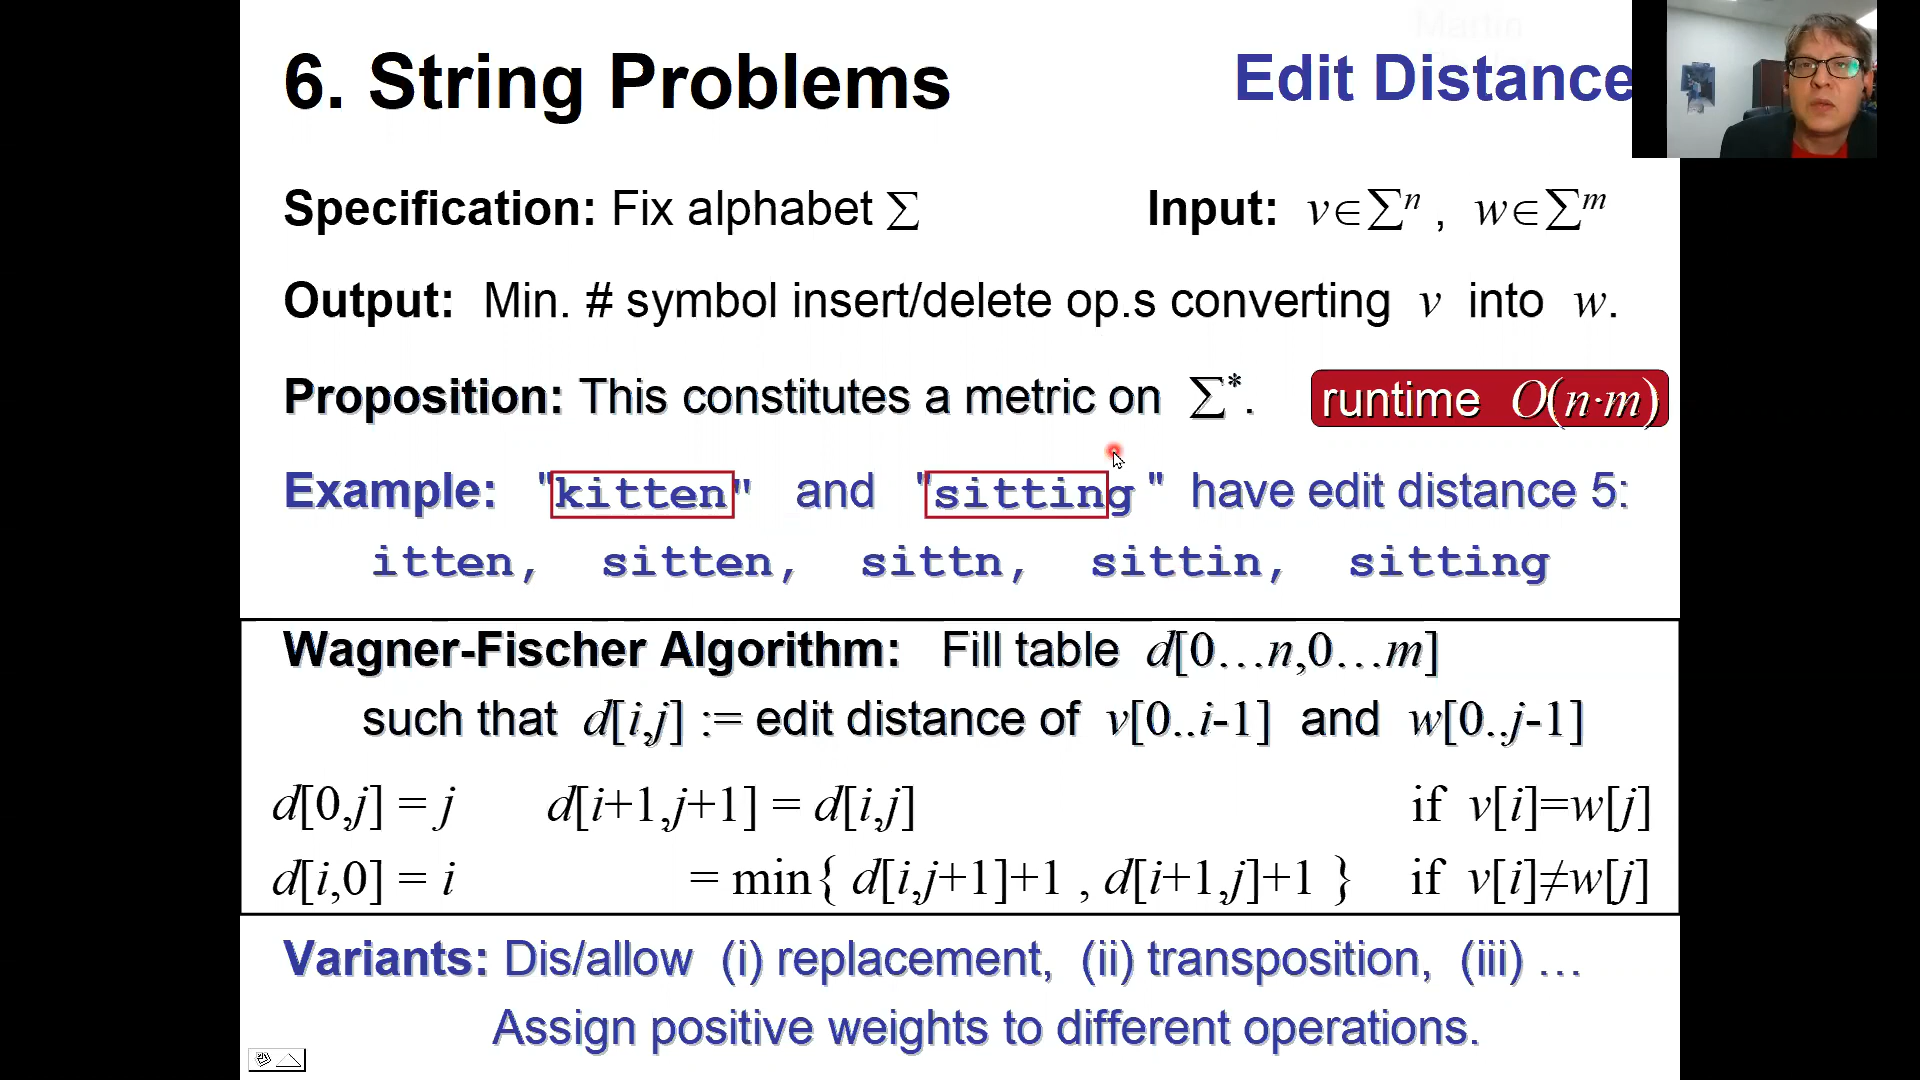 Martin
6. String Problems
Edit Distance
Specification: Fix alphabet Σ Input: v∈Σⁿ , w∈Σᵐ
Output: Min. # symbol insert/delete op.s converting v into w.
Proposition: This constitutes a metric on Σ*. runtime O(n·m)
Example: "kitten" and "sitting" have edit distance 5:
itten, sitten, sittn, sittin, sitting
Wagner-Fischer Algorithm: Fill table d[0…n,0…m]
such that d[i,j] := edit distance of v[0..i-1] and w[0..j-1]
d[0,j] = j d[i+1,j+1] = d[i,j] if v[i]=w[j]
d[i,0] = i = min{ d[i,j+1]+1 , d[i+1,j]+1 } if v[i]≠w[j]
Variants: Dis/allow (i) replacement, (ii) transposition, (iii) …
Assign positive weights to different operations.